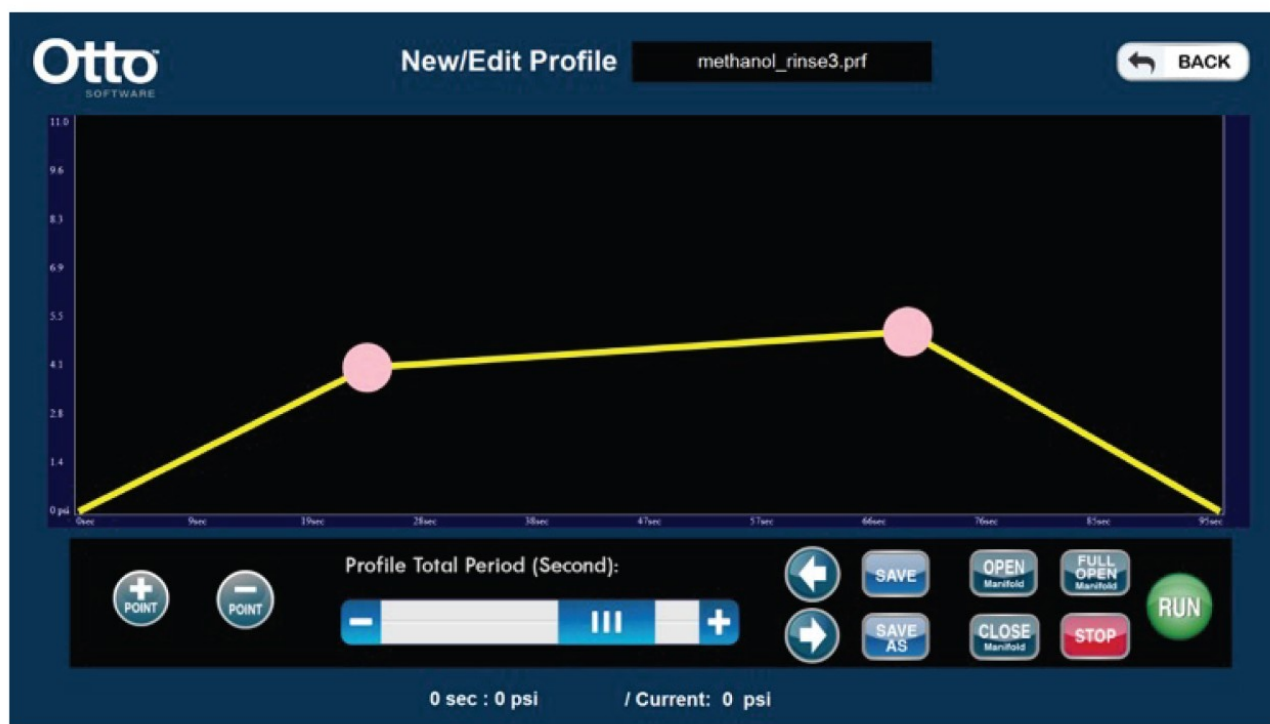 Otto™
SOFTWARE
New/Edit Profile
methanol_rinse3.prf
BACK
11.0
9.6
8.3
6.9
5.5
4.1
2.8
1.4
0 psi
0sec 9sec 19sec 28sec 38sec 47sec 57sec 66sec 76sec 85sec 95sec
+ POINT
− POINT
Profile Total Period (Second):
− +
SAVE
SAVE AS
OPEN Manifold
CLOSE Manifold
FULL OPEN Manifold
STOP
RUN
0 sec : 0 psi / Current: 0 psi